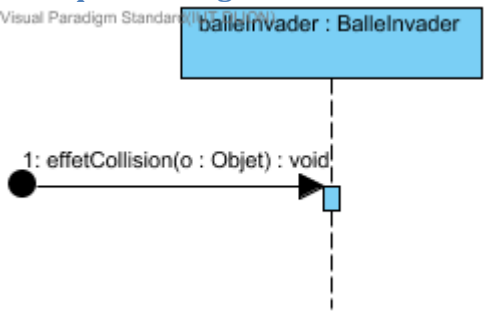 Visual Paradigm Standard
balleInvader : BalleInvader
1: effetCollision(o : Objet) : void